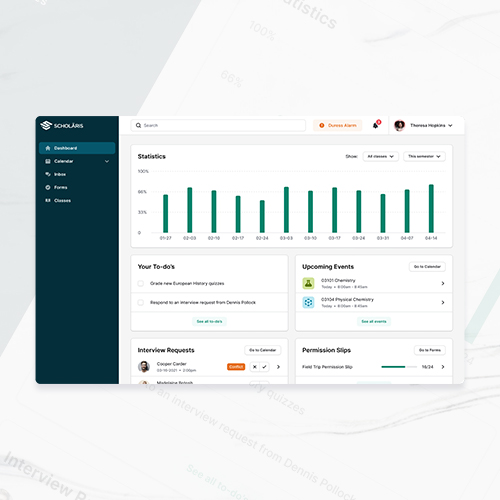 Statistics
100%
66%
SCHOLĀRIS
Search
Duress Alarm
Theresa Hopkins
Dashboard
Calendar
Inbox
Forms
Classes
Statistics
Show:
All classes
This semester
100%
66%
33%
0
01-27
02-03
02-10
02-17
02-24
03-03
03-10
03-17
03-24
03-31
04-07
04-14
Your To-do's
Grade new European History quizzes
Respond to an interview request from Dennis Pollock
See all to-do's
Upcoming Events
Go to Calendar
03101 Chemistry
Today • 8:00am - 8:45am
03104 Physical Chemistry
Today • 8:00am - 8:45am
See all events
Interview Requests
Go to Calendar
Cooper Carder
03-16-2021 • 2:00pm
Conflict
Permission Slips
Go to Forms
Field Trip Permission Slip
16/24
quizzes
an interview request from Dennis Pollock
See all to-do's
Interview R